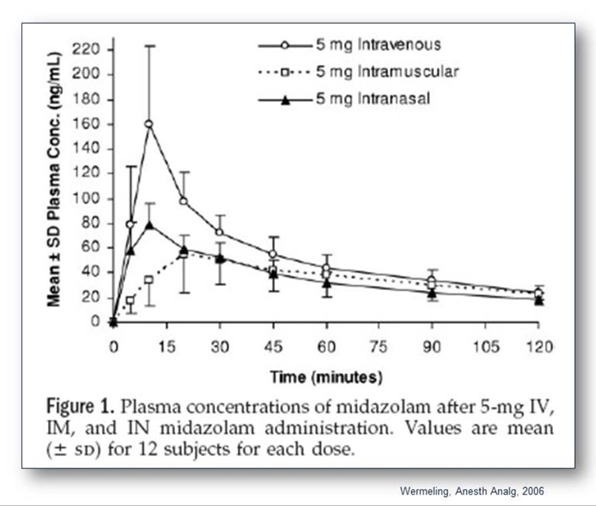 5 mg Intravenous
5 mg Intramuscular
5 mg Intranasal
Mean ± SD Plasma Conc. (ng/mL)
220
200
180
160
140
120
100
80
60
40
20
0
0 15 30 45 60 75 90 105 120
Time (minutes)
Figure 1. Plasma concentrations of midazolam after 5-mg IV,
IM, and IN midazolam administration. Values are mean
(± SD) for 12 subjects for each dose.
Wermeling, Anesth Analg, 2006